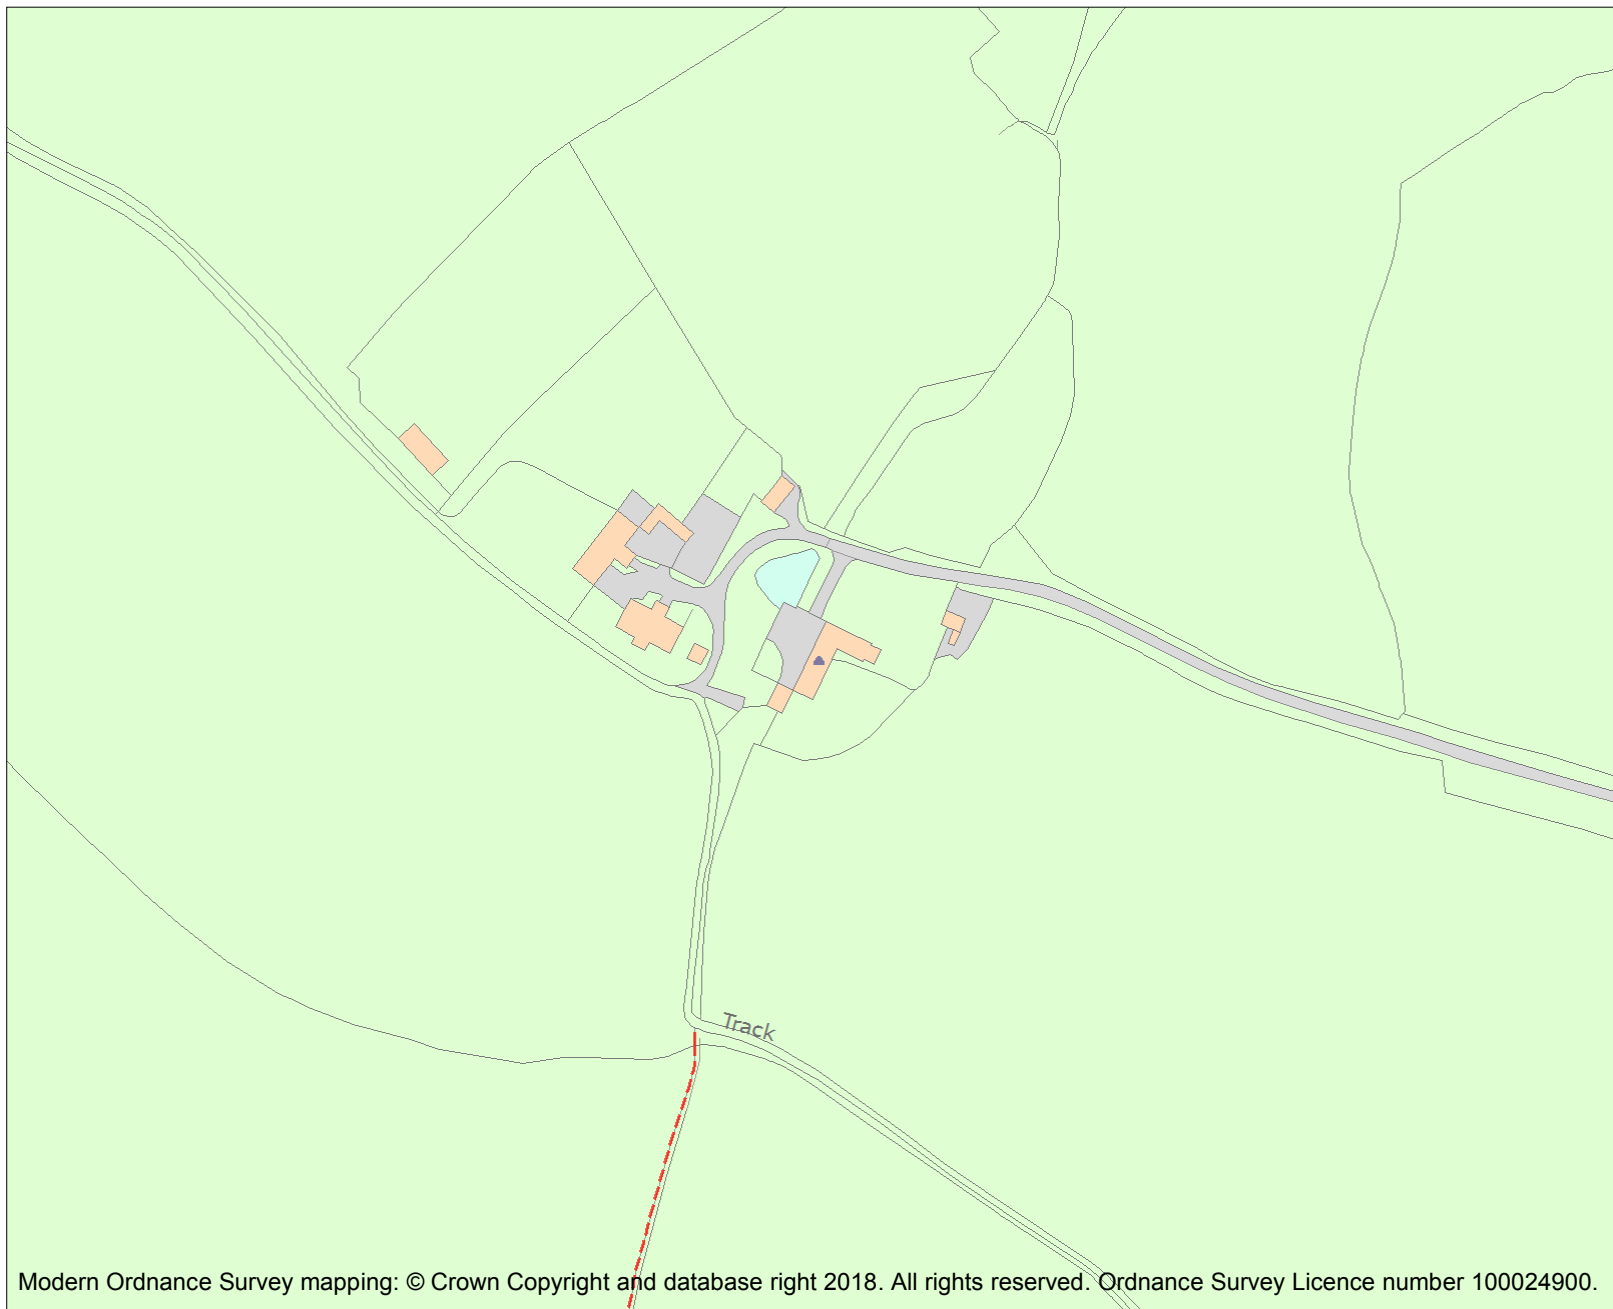 Track
Modern Ordnance Survey mapping: © Crown Copyright and database right 2018. All rights reserved. Ordnance Survey Licence number 100024900.